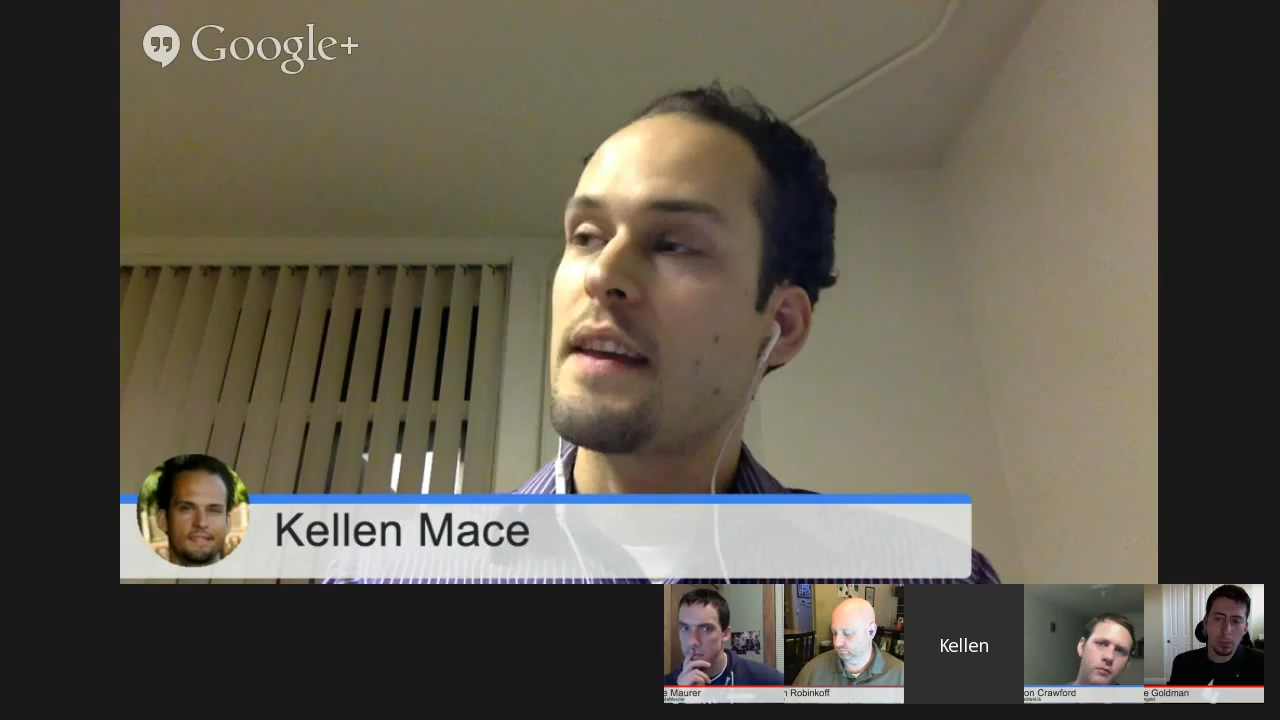 Google+
Kellen Mace
Kellen
e Maurer
n Robinkoff
on Crawford
e Goldman